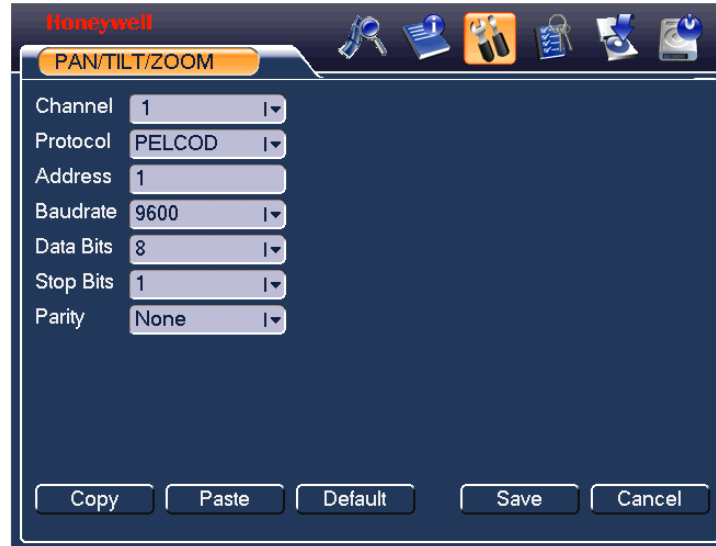 Honeywell
PAN/TILT/ZOOM
Channel 1
Protocol PELCOD
Address 1
Baudrate 9600
Data Bits 8
Stop Bits 1
Parity None
Copy Paste Default Save Cancel